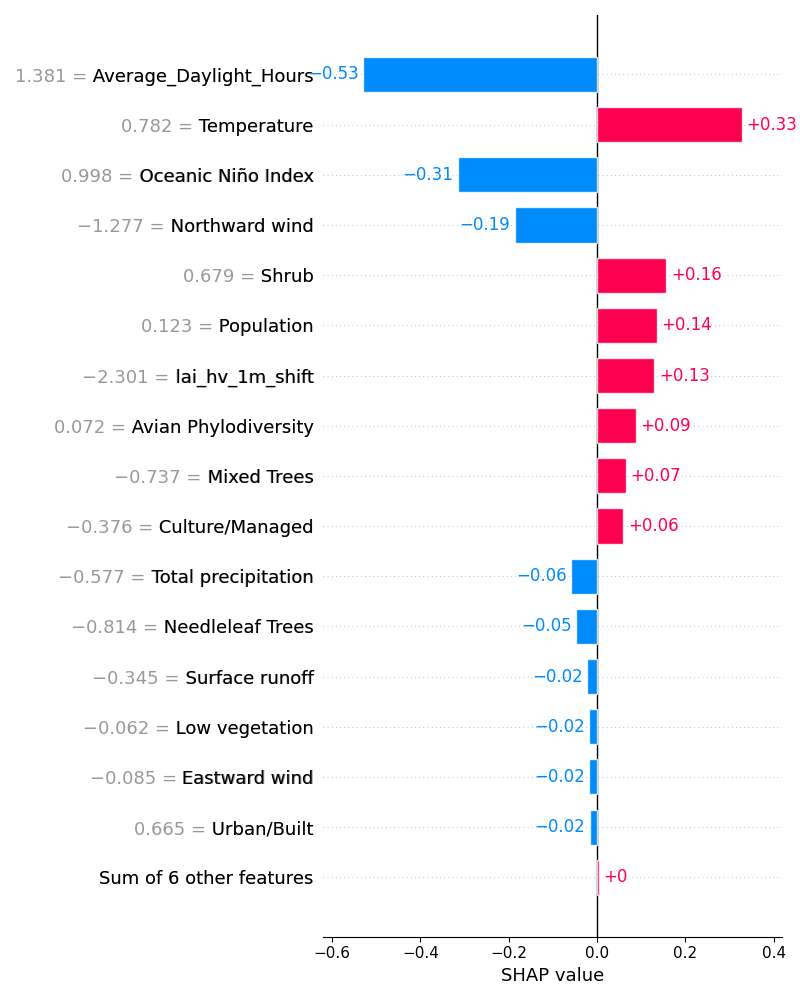 1.381 = Average_Daylight_Hours −0.53
0.782 = Temperature +0.33
0.998 = Oceanic Niño Index −0.31
−1.277 = Northward wind −0.19
0.679 = Shrub +0.16
0.123 = Population +0.14
−2.301 = lai_hv_1m_shift +0.13
0.072 = Avian Phylodiversity +0.09
−0.737 = Mixed Trees +0.07
−0.376 = Culture/Managed +0.06
−0.577 = Total precipitation −0.06
−0.814 = Needleleaf Trees −0.05
−0.345 = Surface runoff −0.02
−0.062 = Low vegetation −0.02
−0.085 = Eastward wind −0.02
0.665 = Urban/Built −0.02
Sum of 6 other features +0
−0.6 −0.4 −0.2 0.0 0.2 0.4
SHAP value